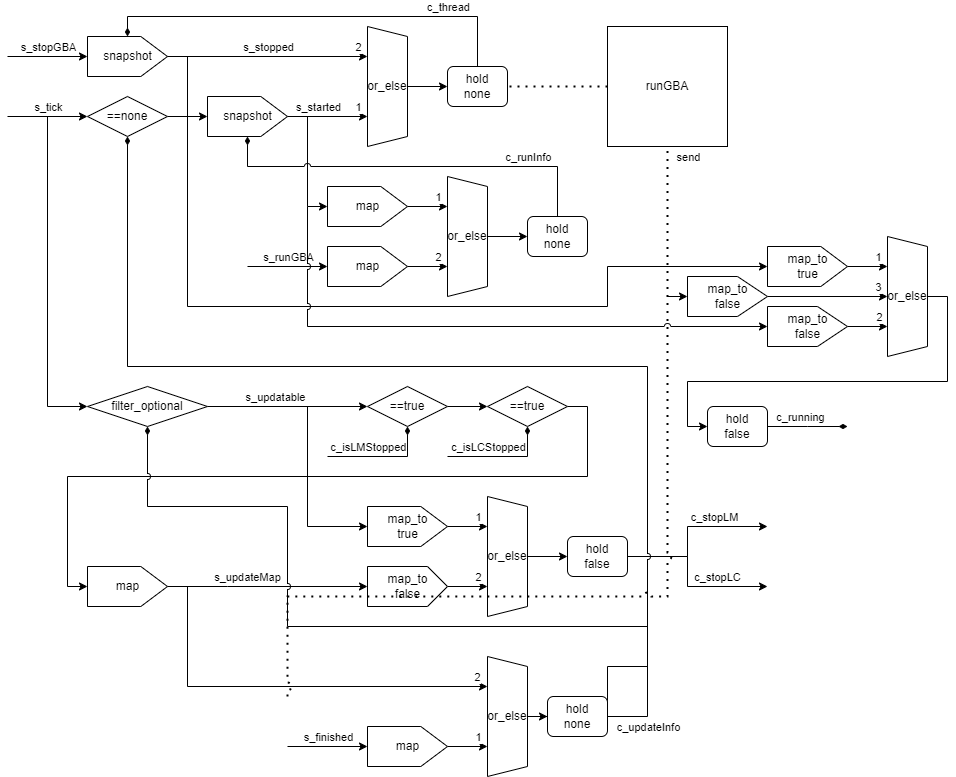 c_thread
s_stopGBA
snapshot
s_stopped
2
or_else
hold
none
runGBA
s_tick
==none
snapshot
s_started
1
send
c_runInfo
map
1
or_else
hold
none
s_runGBA
map
2
map_to
true
1
map_to
false
3
or_else
map_to
false
2
filter_optional
s_updatable
==true
==true
c_isLMStopped
c_isLCStopped
hold
false
c_running
map_to
true
1
or_else
hold
false
c_stopLM
c_stopLC
map
s_updateMap
map_to
false
2
2
or_else
hold
none
c_updateInfo
s_finished
map
1